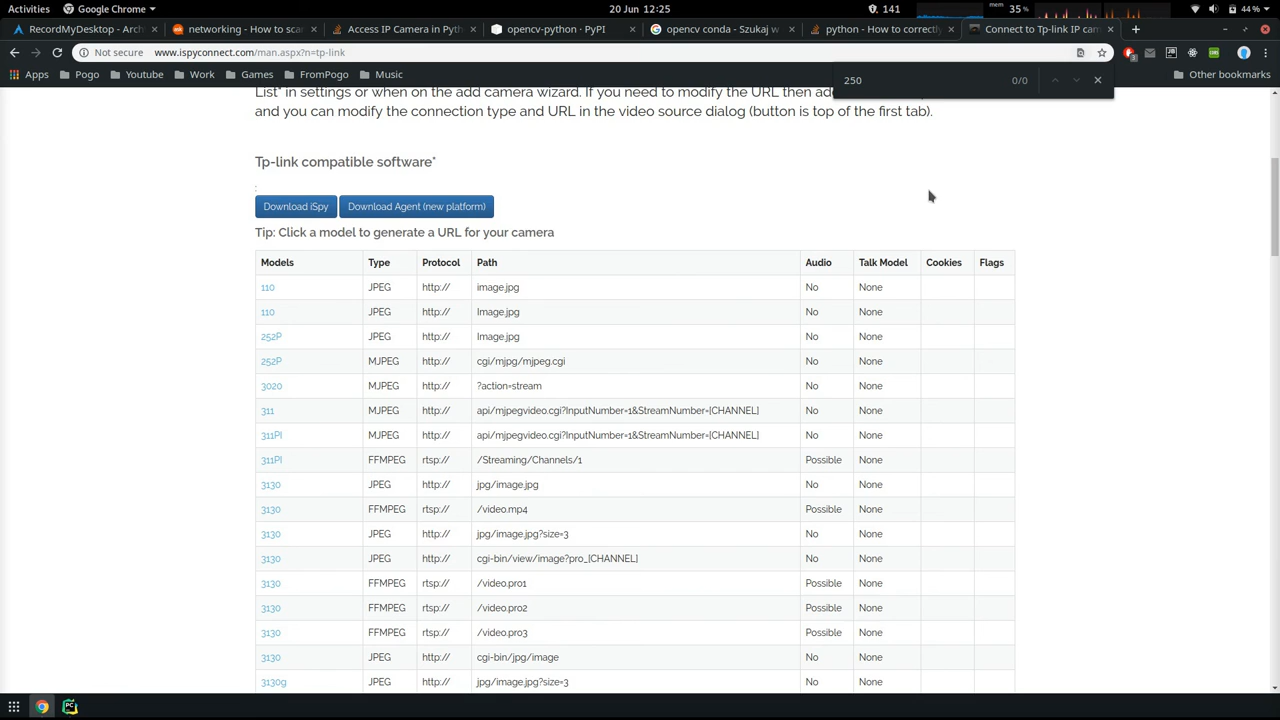 Activities Google Chrome 20 Jun 12:25 141 mem 35 % 44 %
RecordMyDesktop - Arch networking - How to scan Access IP Camera in Pyth opencv-python · PyPI opencv conda - Szukaj w python - How to correctly Connect to Tp-link IP cam
Not secure www.ispyconnect.com/man.aspx?n=tp-link
Apps Pogo Youtube Work Games FromPogo Music Other bookmarks
250 0/0
List" in settings or when on the add camera wizard. If you need to modify the URL then
and you can modify the connection type and URL in the video source dialog (button is top of the first tab).
Tp-link compatible software*
:
Download iSpy Download Agent (new platform)
Tip: Click a model to generate a URL for your camera
Models Type Protocol Path Audio Talk Model Cookies Flags
110 JPEG http:// image.jpg No None
110 JPEG http:// Image.jpg No None
252P JPEG http:// Image.jpg No None
252P MJPEG http:// cgi/mjpg/mjpeg.cgi No None
3020 MJPEG http:// ?action=stream No None
311 MJPEG http:// api/mjpegvideo.cgi?InputNumber=1&StreamNumber=[CHANNEL] No None
311PI MJPEG http:// api/mjpegvideo.cgi?InputNumber=1&StreamNumber=[CHANNEL] No None
311PI FFMPEG rtsp:// /Streaming/Channels/1 Possible None
3130 JPEG http:// jpg/image.jpg No None
3130 FFMPEG rtsp:// /video.mp4 Possible None
3130 JPEG http:// jpg/image.jpg?size=3 No None
3130 JPEG http:// cgi-bin/view/image?pro_[CHANNEL] No None
3130 FFMPEG rtsp:// /video.pro1 Possible None
3130 FFMPEG rtsp:// /video.pro2 Possible None
3130 FFMPEG rtsp:// /video.pro3 Possible None
3130 JPEG http:// cgi-bin/jpg/image No None
3130g JPEG http:// jpg/image.jpg?size=3 No None